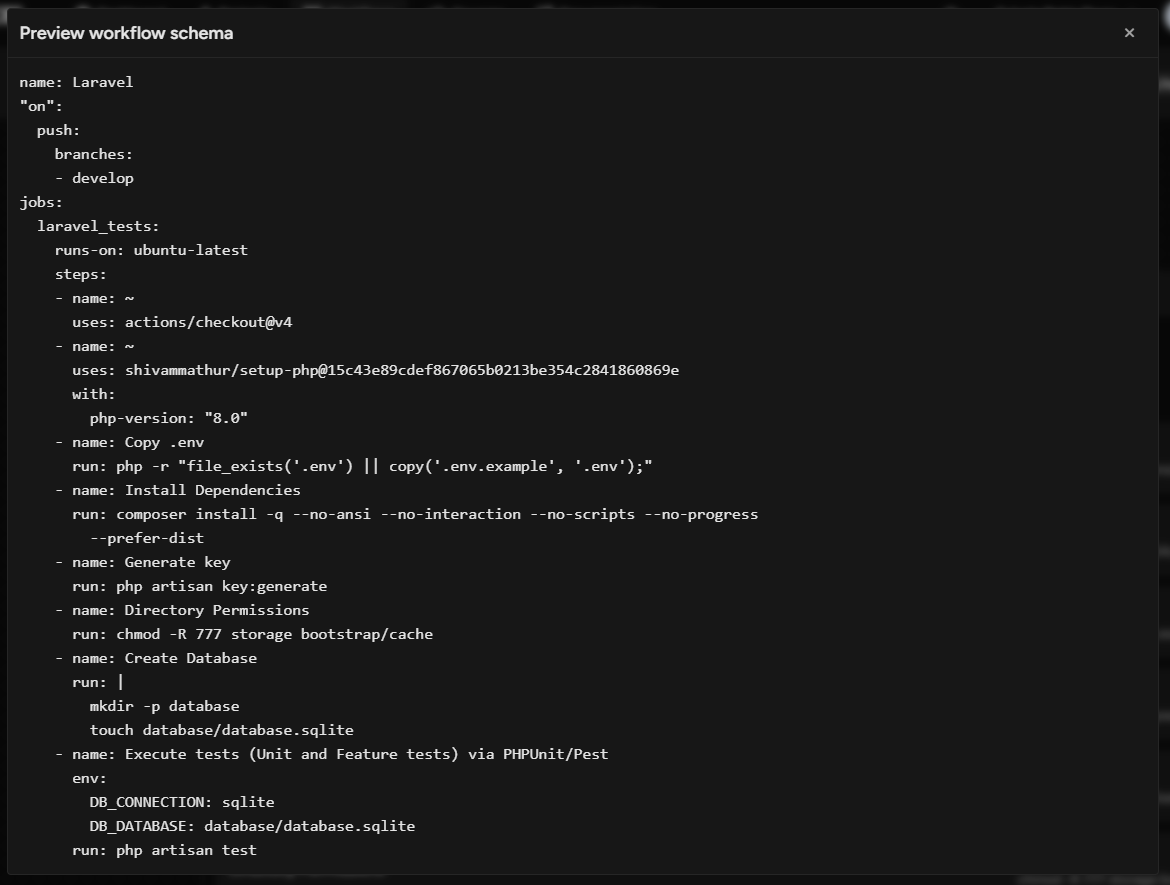 Preview workflow schema
×
name: Laravel
"on":
  push:
    branches:
    - develop
jobs:
  laravel_tests:
    runs-on: ubuntu-latest
    steps:
    - name: ~
      uses: actions/checkout@v4
    - name: ~
      uses: shivammathur/setup-php@15c43e89cdef867065b0213be354c2841860869e
      with:
        php-version: "8.0"
    - name: Copy .env
      run: php -r "file_exists('.env') || copy('.env.example', '.env');"
    - name: Install Dependencies
      run: composer install -q --no-ansi --no-interaction --no-scripts --no-progress
        --prefer-dist
    - name: Generate key
      run: php artisan key:generate
    - name: Directory Permissions
      run: chmod -R 777 storage bootstrap/cache
    - name: Create Database
      run: |
        mkdir -p database
        touch database/database.sqlite
    - name: Execute tests (Unit and Feature tests) via PHPUnit/Pest
      env:
        DB_CONNECTION: sqlite
        DB_DATABASE: database/database.sqlite
      run: php artisan test